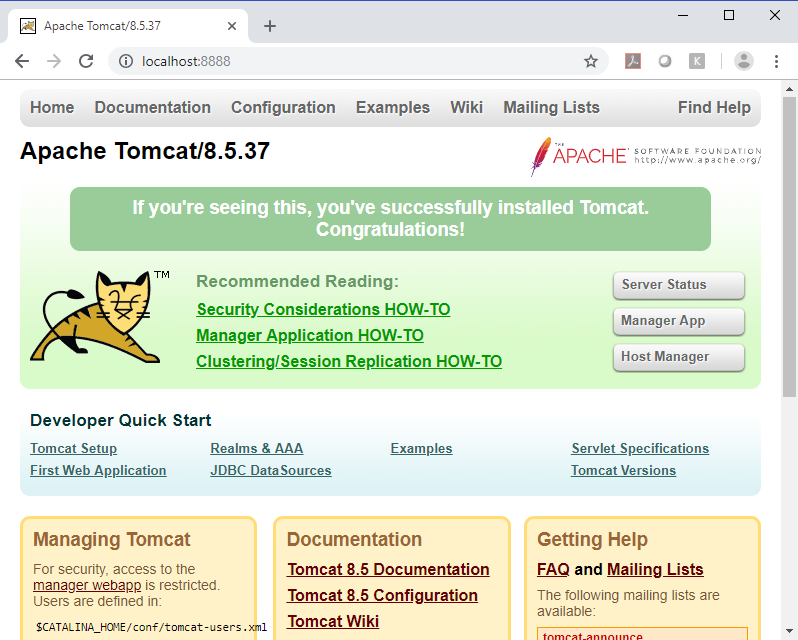 Apache Tomcat/8.5.37
localhost:8888
K
Home Documentation Configuration Examples Wiki Mailing Lists Find Help
Apache Tomcat/8.5.37
THE APACHE SOFTWARE FOUNDATION
http://www.apache.org/
If you're seeing this, you've successfully installed Tomcat.
Congratulations!
TM
Recommended Reading:
Security Considerations HOW-TO
Manager Application HOW-TO
Clustering/Session Replication HOW-TO
Server Status
Manager App
Host Manager
Developer Quick Start
Tomcat Setup
First Web Application
Realms & AAA
JDBC DataSources
Examples
Servlet Specifications
Tomcat Versions
Managing Tomcat
For security, access to the
manager webapp is restricted.
Users are defined in:
$CATALINA_HOME/conf/tomcat-users.xml
Documentation
Tomcat 8.5 Documentation
Tomcat 8.5 Configuration
Tomcat Wiki
Getting Help
FAQ and Mailing Lists
The following mailing lists are
available:
tomcat-announce